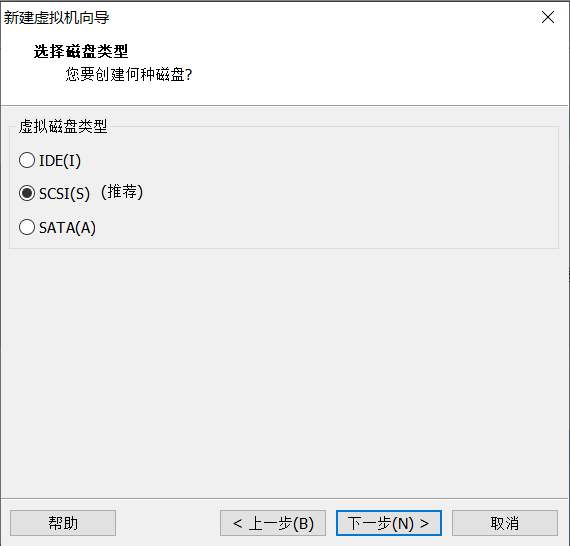 新建虚拟机向导
选择磁盘类型
您要创建何种磁盘?
虚拟磁盘类型
IDE(I)
SCSI(S) (推荐)
SATA(A)
帮助 < 上一步(B) 下一步(N) > 取消